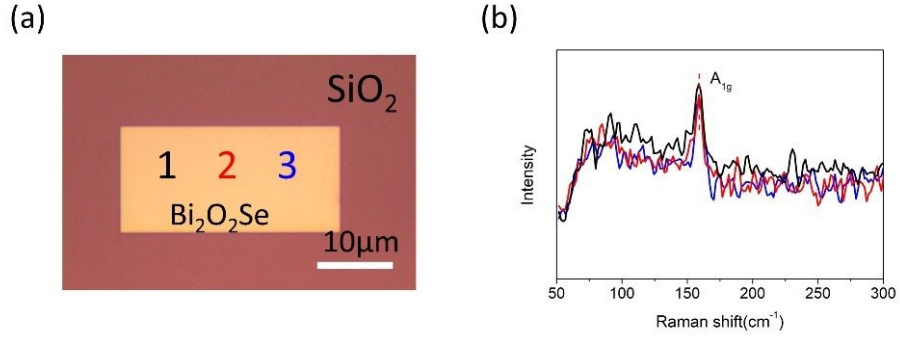 (a)
SiO₂
1 2 3
Bi₂O₂Se
10μm
(b)
A₁g
Intensity
50 100 150 200 250 300
Raman shift(cm⁻¹)